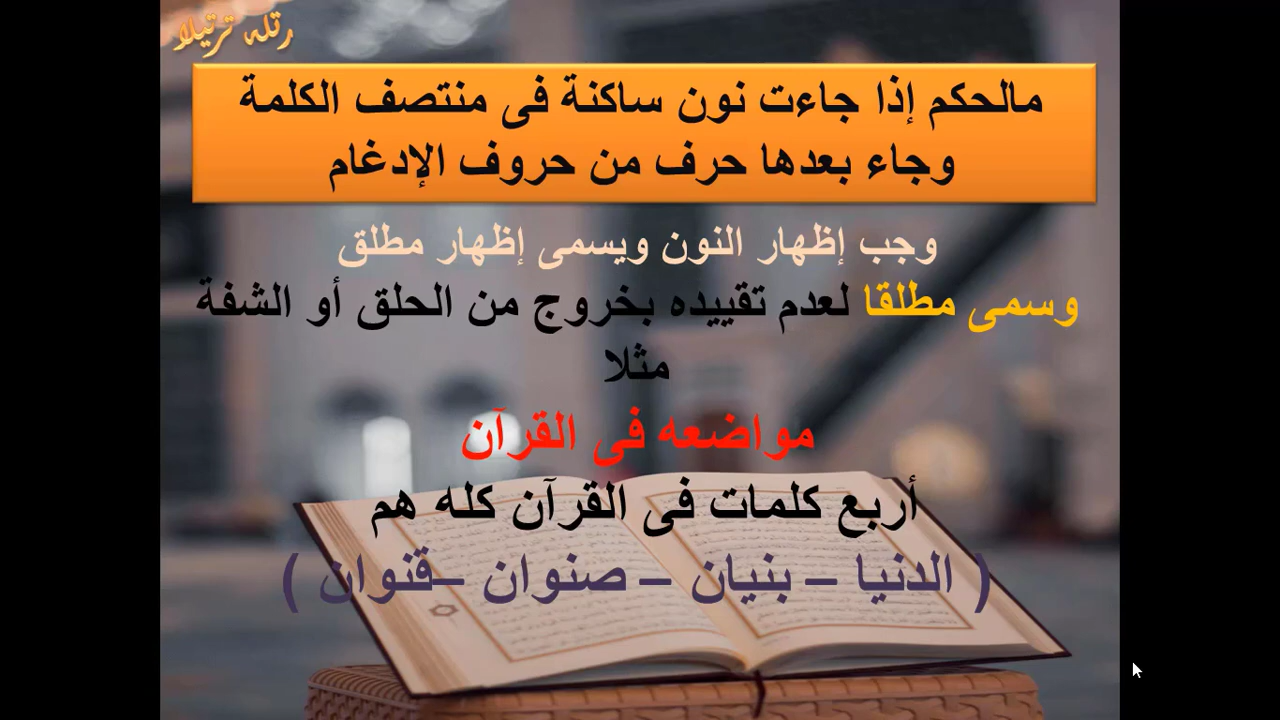 رتله ترتيلا
مالحكم إذا جاءت نون ساكنة فى منتصف الكلمة
وجاء بعدها حرف من حروف الإدغام
وجب إظهار النون ويسمى إظهار مطلق
وسمى مطلقا لعدم تقييده بخروج من الحلق أو الشفة
مثلا
مواضعه فى القرآن
أربع كلمات فى القرآن كله هم
( الدنيا – بنيان – صنوان –قنوان )